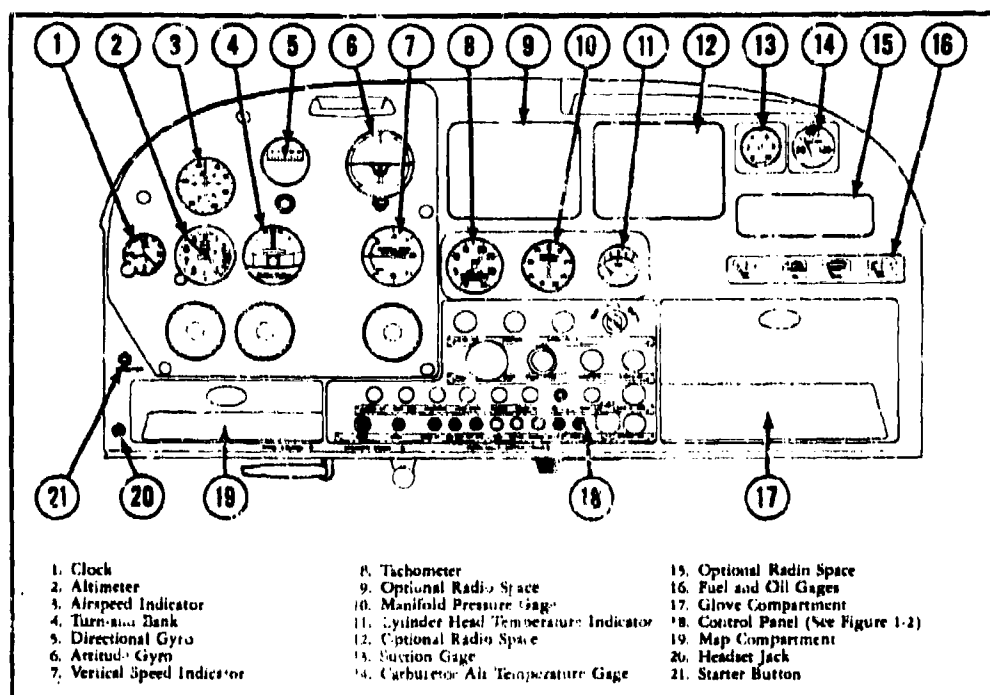 1 2 3 4 5 6 7 8 9 10 11 12 13 14 15 16
21 20 19 18 17
1. Clock
2. Altimeter
3. Airspeed Indicator
4. Turn-and Bank
5. Directional Gyro
6. Attitude Gyro
7. Vertical Speed Indicator
8. Tachometer
9. Optional Radio Space
10. Manifold Pressure Gage
11. Cylinder Head Temperature Indicator
12. Optional Radio Space
13. Suction Gage
14. Carburetor Air Temperature Gage
15. Optional Radio Space
16. Fuel and Oil Gages
17. Glove Compartment
18. Control Panel (See Figure 1-2)
19. Map Compartment
20. Headset Jack
21. Starter Button